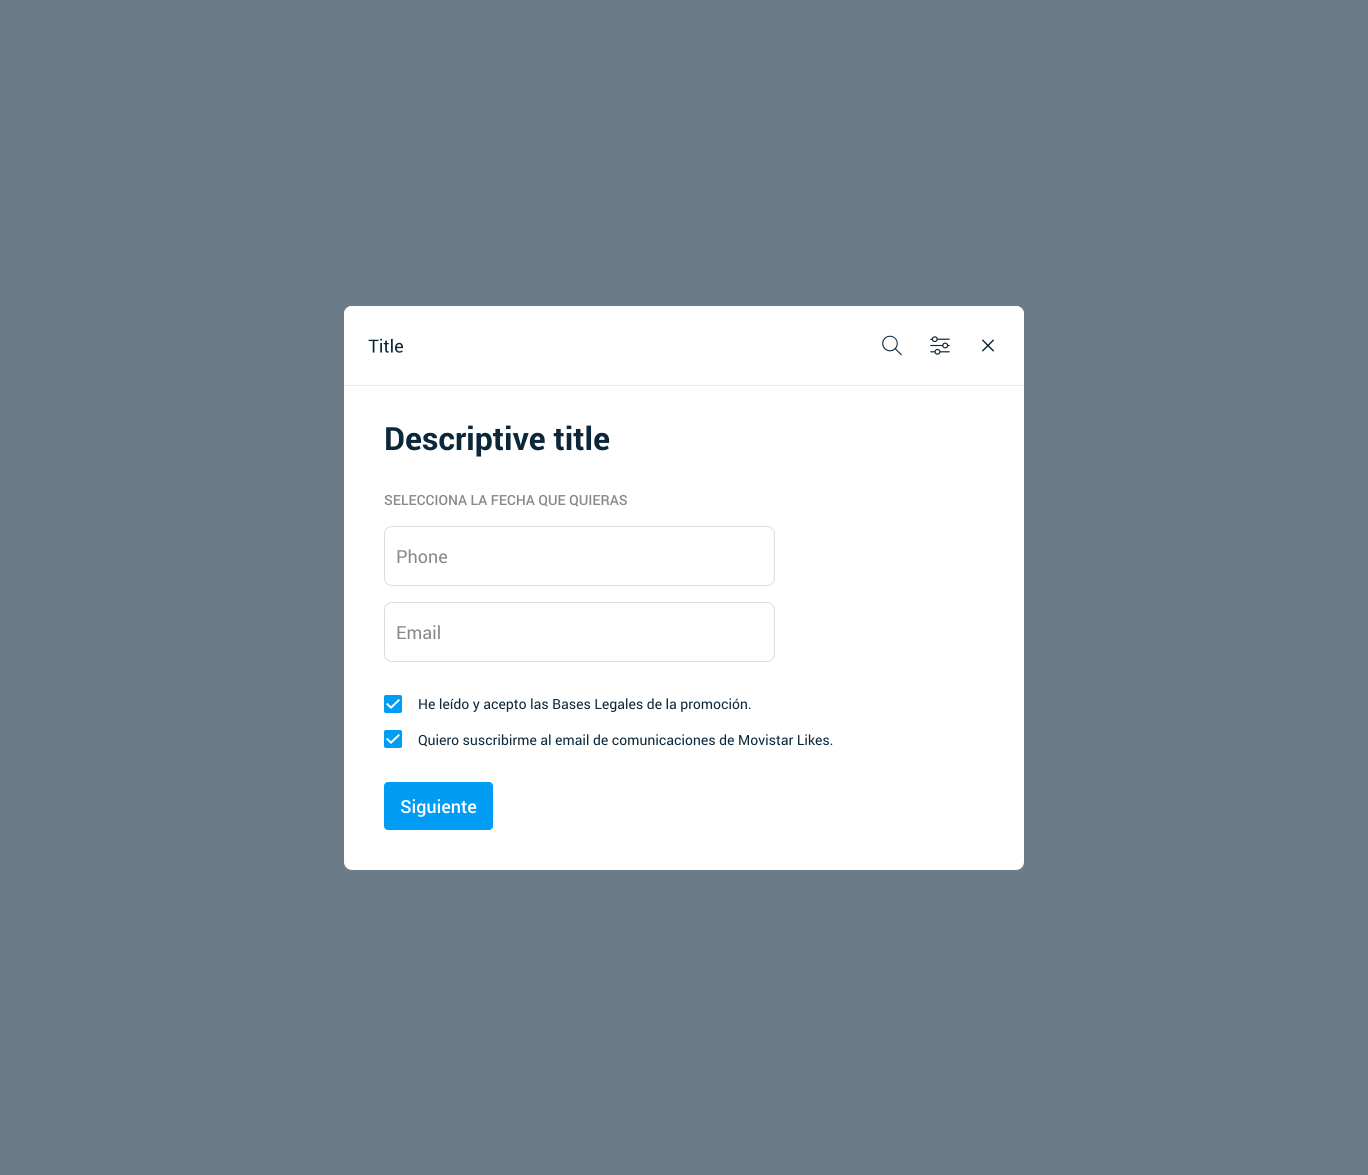 Title
Descriptive title
SELECCIONA LA FECHA QUE QUIERAS
Phone
Email
He leído y acepto las Bases Legales de la promoción.
Quiero suscribirme al email de comunicaciones de Movistar Likes.
Siguiente